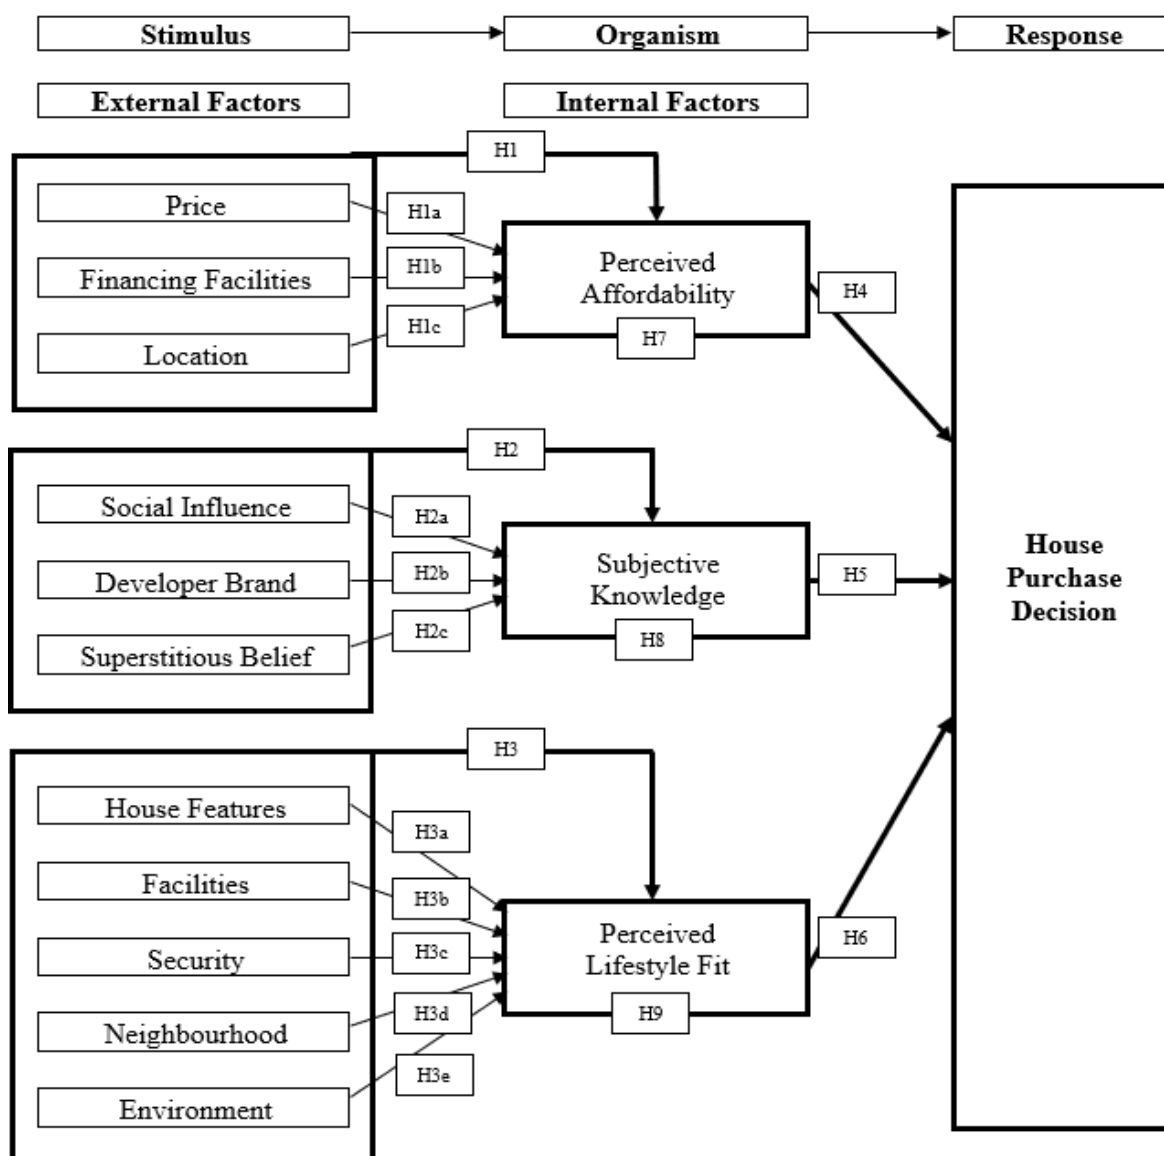 Stimulus
Organism
Response
External Factors
Internal Factors
H1
Price
H1a
Financing Facilities
H1b
Location
H1c
Perceived
Affordability
H7
H4
H2
Social Influence
H2a
Developer Brand
H2b
Superstitious Belief
H2c
Subjective
Knowledge
H8
H5
House
Purchase
Decision
H3
House Features
H3a
Facilities
H3b
Security
H3c
Neighbourhood
H3d
Environment
H3e
Perceived
Lifestyle Fit
H9
H6